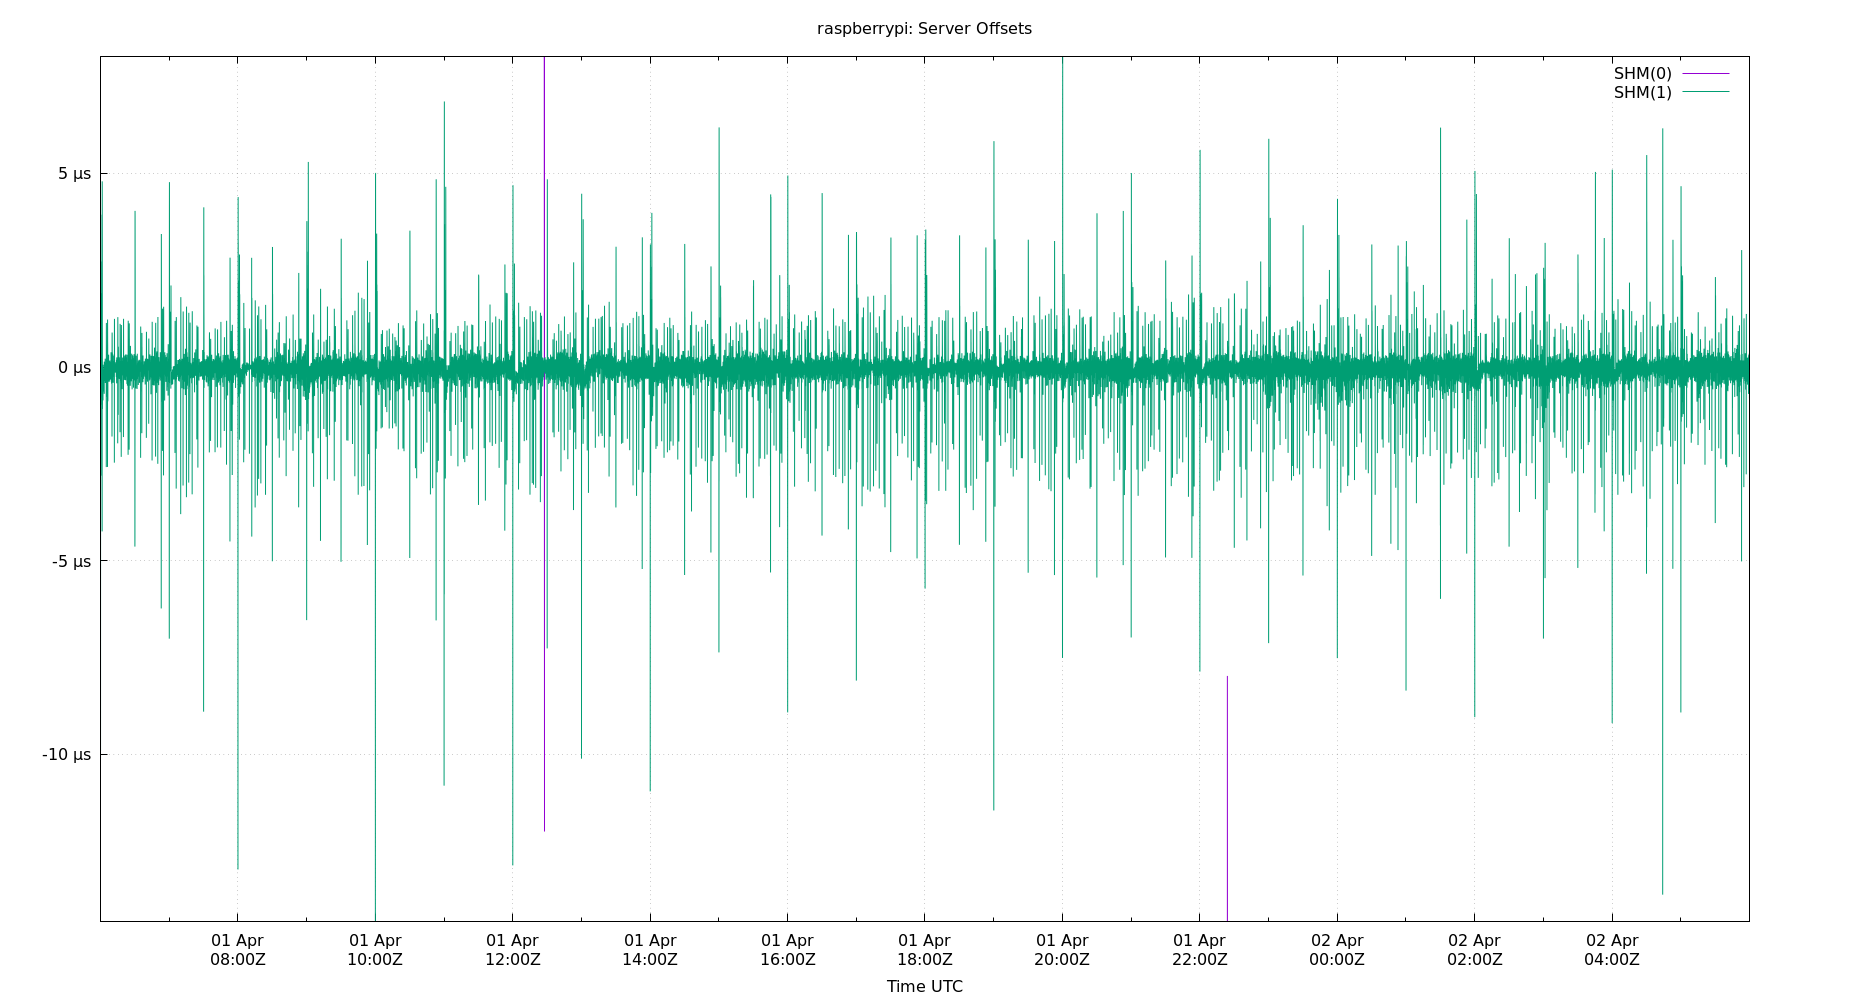 raspberrypi: Server Offsets
SHM(0)
SHM(1)
5 µs
0 µs
-5 µs
-10 µs
01 Apr 01 Apr 01 Apr 01 Apr 01 Apr 01 Apr 01 Apr 01 Apr 02 Apr 02 Apr 02 Apr
08:00Z 10:00Z 12:00Z 14:00Z 16:00Z 18:00Z 20:00Z 22:00Z 00:00Z 02:00Z 04:00Z
Time UTC